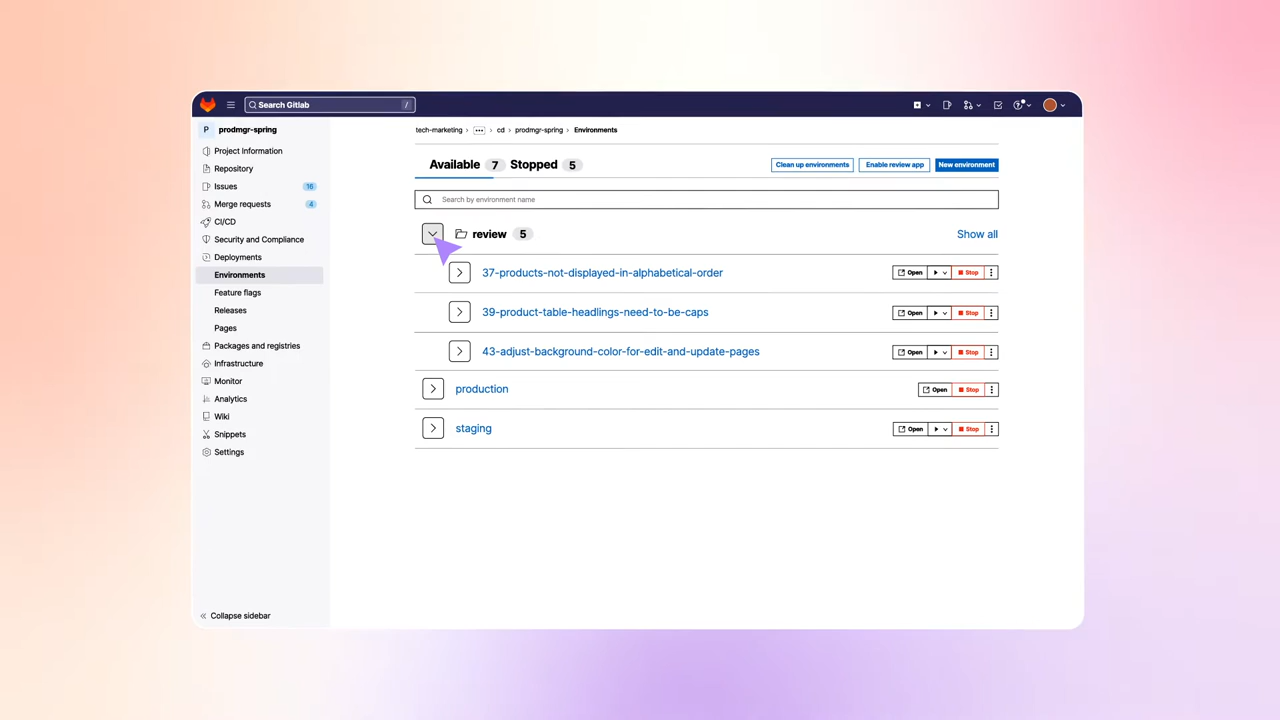 Search Gitlab /
P prodmgr-spring
Project Information
Repository
Issues 16
Merge requests 4
CI/CD
Security and Compliance
Deployments
Environments
Feature flags
Releases
Pages
Packages and registries
Infrastructure
Monitor
Analytics
Wiki
Snippets
Settings
Collapse sidebar
tech-marketing › ••• › cd › prodmgr-spring › Environments
Available 7 Stopped 5 Clean up environments Enable review app New environment
Search by environment name
review 5 Show all
37-products-not-displayed-in-alphabetical-order Open Stop
39-product-table-headlings-need-to-be-caps Open Stop
43-adjust-background-color-for-edit-and-update-pages Open Stop
production Open Stop
staging Open Stop